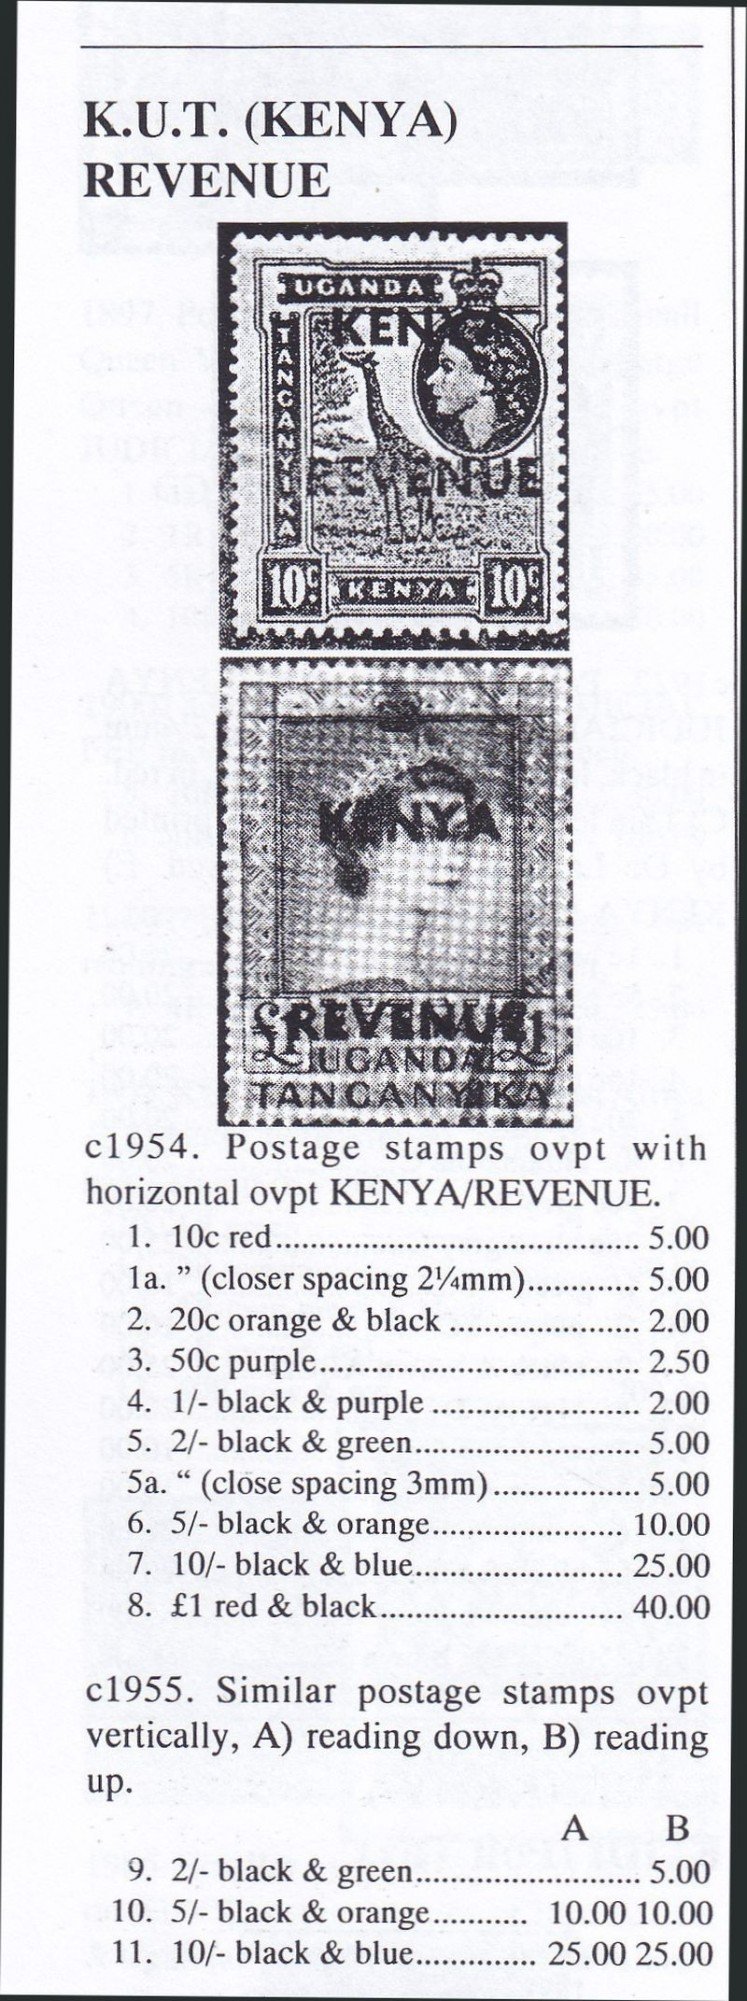 K.U.T. (KENYA)
REVENUE
UGANDA
KENYA
TANGANYIKA
REVENUE
10c. KENYA 10c.
KENYA
£1 REVENUE £1
UGANDA
TANGANYIKA
c1954. Postage stamps ovpt with
horizontal ovpt KENYA/REVENUE.
1. 10c red....................................... 5.00
1a. ” (closer spacing 2¼mm)............ 5.00
2. 20c orange & black .................... 2.00
3. 50c purple.................................. 2.50
4. 1/- black & purple ...................... 2.00
5. 2/- black & green........................ 5.00
5a. “ (close spacing 3mm)................ 5.00
6. 5/- black & orange..................... 10.00
7. 10/- black & blue...................... 25.00
8. £1 red & black.......................... 40.00
c1955. Similar postage stamps ovpt
vertically, A) reading down, B) reading
up.
A B
9. 2/- black & green........................ 5.00
10. 5/- black & orange.......... 10.00 10.00
11. 10/- black & blue............. 25.00 25.00